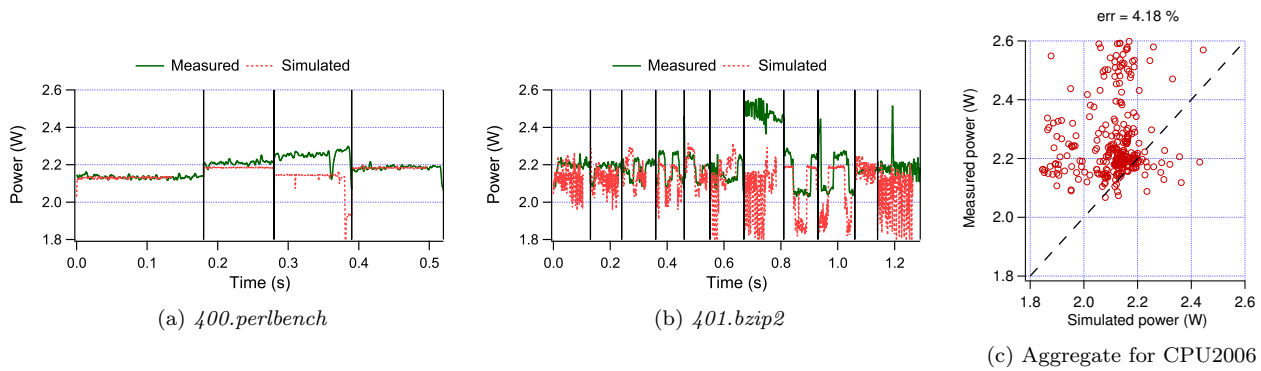 Measured Simulated
Power (W)
2.6
2.4
2.2
2.0
1.8
0.0 0.1 0.2 0.3 0.4 0.5
Time (s)
(a) 400.perlbench
Measured Simulated
Power (W)
2.6
2.4
2.2
2.0
1.8
0.0 0.2 0.4 0.6 0.8 1.0 1.2
Time (s)
(b) 401.bzip2
err = 4.18 %
Measured power (W)
2.6
2.4
2.2
2.0
1.8
1.8 2.0 2.2 2.4 2.6
Simulated power (W)
(c) Aggregate for CPU2006